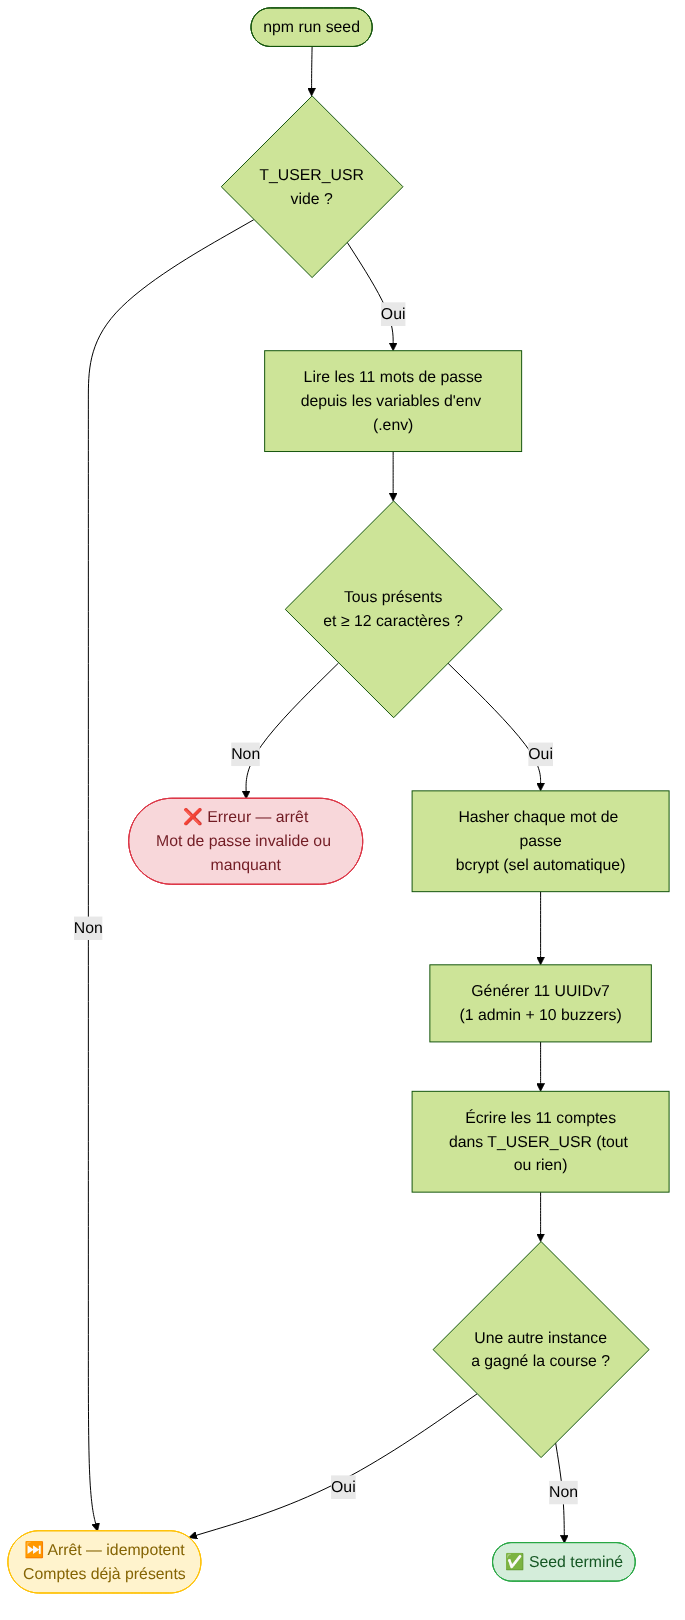 npm run seed
T_USER_USR
vide ?
Oui
Lire les 11 mots de passe
depuis les variables d'env
(.env)
Tous présents
et ≥ 12 caractères ?
Non
Oui
❌ Erreur — arrêt
Mot de passe invalide ou
manquant
Hasher chaque mot de
passe
bcrypt (sel automatique)
Non
Générer 11 UUIDv7
(1 admin + 10 buzzers)
Écrire les 11 comptes
dans T_USER_USR (tout
ou rien)
Une autre instance
a gagné la course ?
Oui
Non
⏭️ Arrêt — idempotent
Comptes déjà présents
✅ Seed terminé